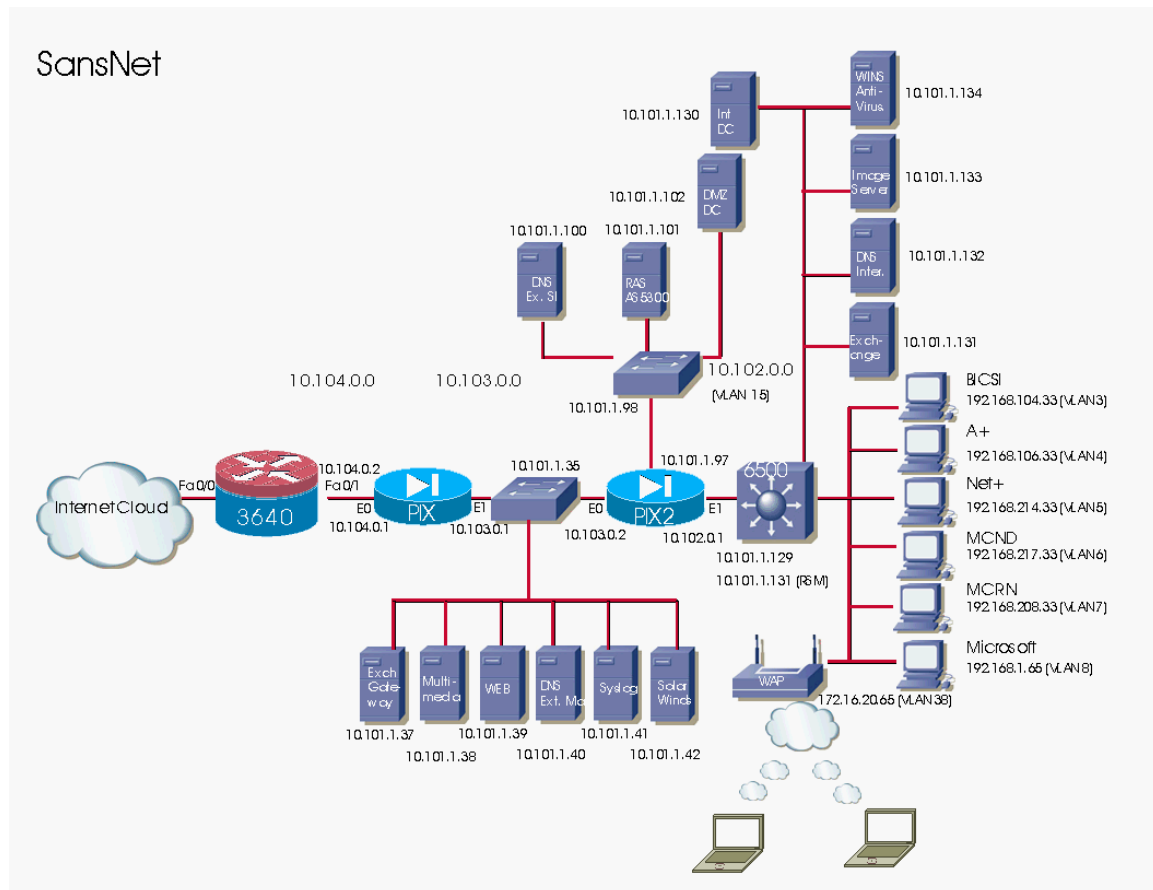 SansNet
WINS
Anti-
Virus
10.101.1.134
10.101.1.130
Int
DC
Image
Server
10.101.1.133
10.101.1.102
DMZ
DC
10.101.1.100
10.101.1.101
DNS
Ex. Sl
RAS
AS5300
DNS
Inter.
10.101.1.132
Exch-
ange
10.101.1.131
10.104.0.0
10.103.0.0
10.102.0.0
(VLAN 15)
10.101.1.98
BICSI
192.168.104.33 (VLAN3)
A+
192.168.106.33 (VLAN4)
Net+
192.168.214.33 (VLAN5)
MCND
192.168.217.33 (VLAN6)
MCRN
192.168.208.33 (VLAN7)
Microsoft
192.168.1.65 (VLAN8)
InternetCloud
Fa0/0
3640
10.104.0.2
Fa0/1
E0
10.104.0.1
PIX
E1
10.103.0.1
10.101.1.35
E0
10.103.0.2
PIX2
10.101.1.97
E1
10.102.0.1
6500
10.101.1.129
10.101.1.131 (RSM)
WAP
172.16.20.65 (VLAN38)
Exch
Gate-
way
Multi-
media
WEB
DNS
Ext. Ma
Syslog
Solar
Winds
10.101.1.37
10.101.1.38
10.101.1.39
10.101.1.40
10.101.1.41
10.101.1.42